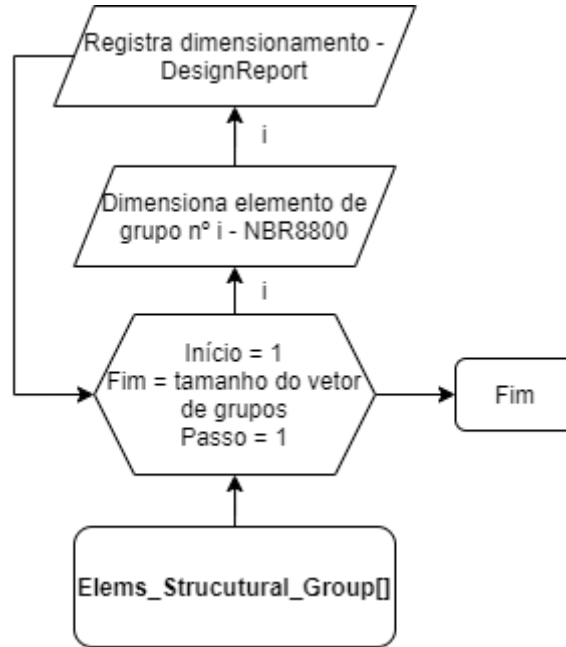 Registra dimensionamento -
DesignReport
i
Dimensiona elemento de
grupo nº i - NBR8800
i
Início = 1
Fim = tamanho do vetor
de grupos
Passo = 1
Fim
Elems_Strucutural_Group[]